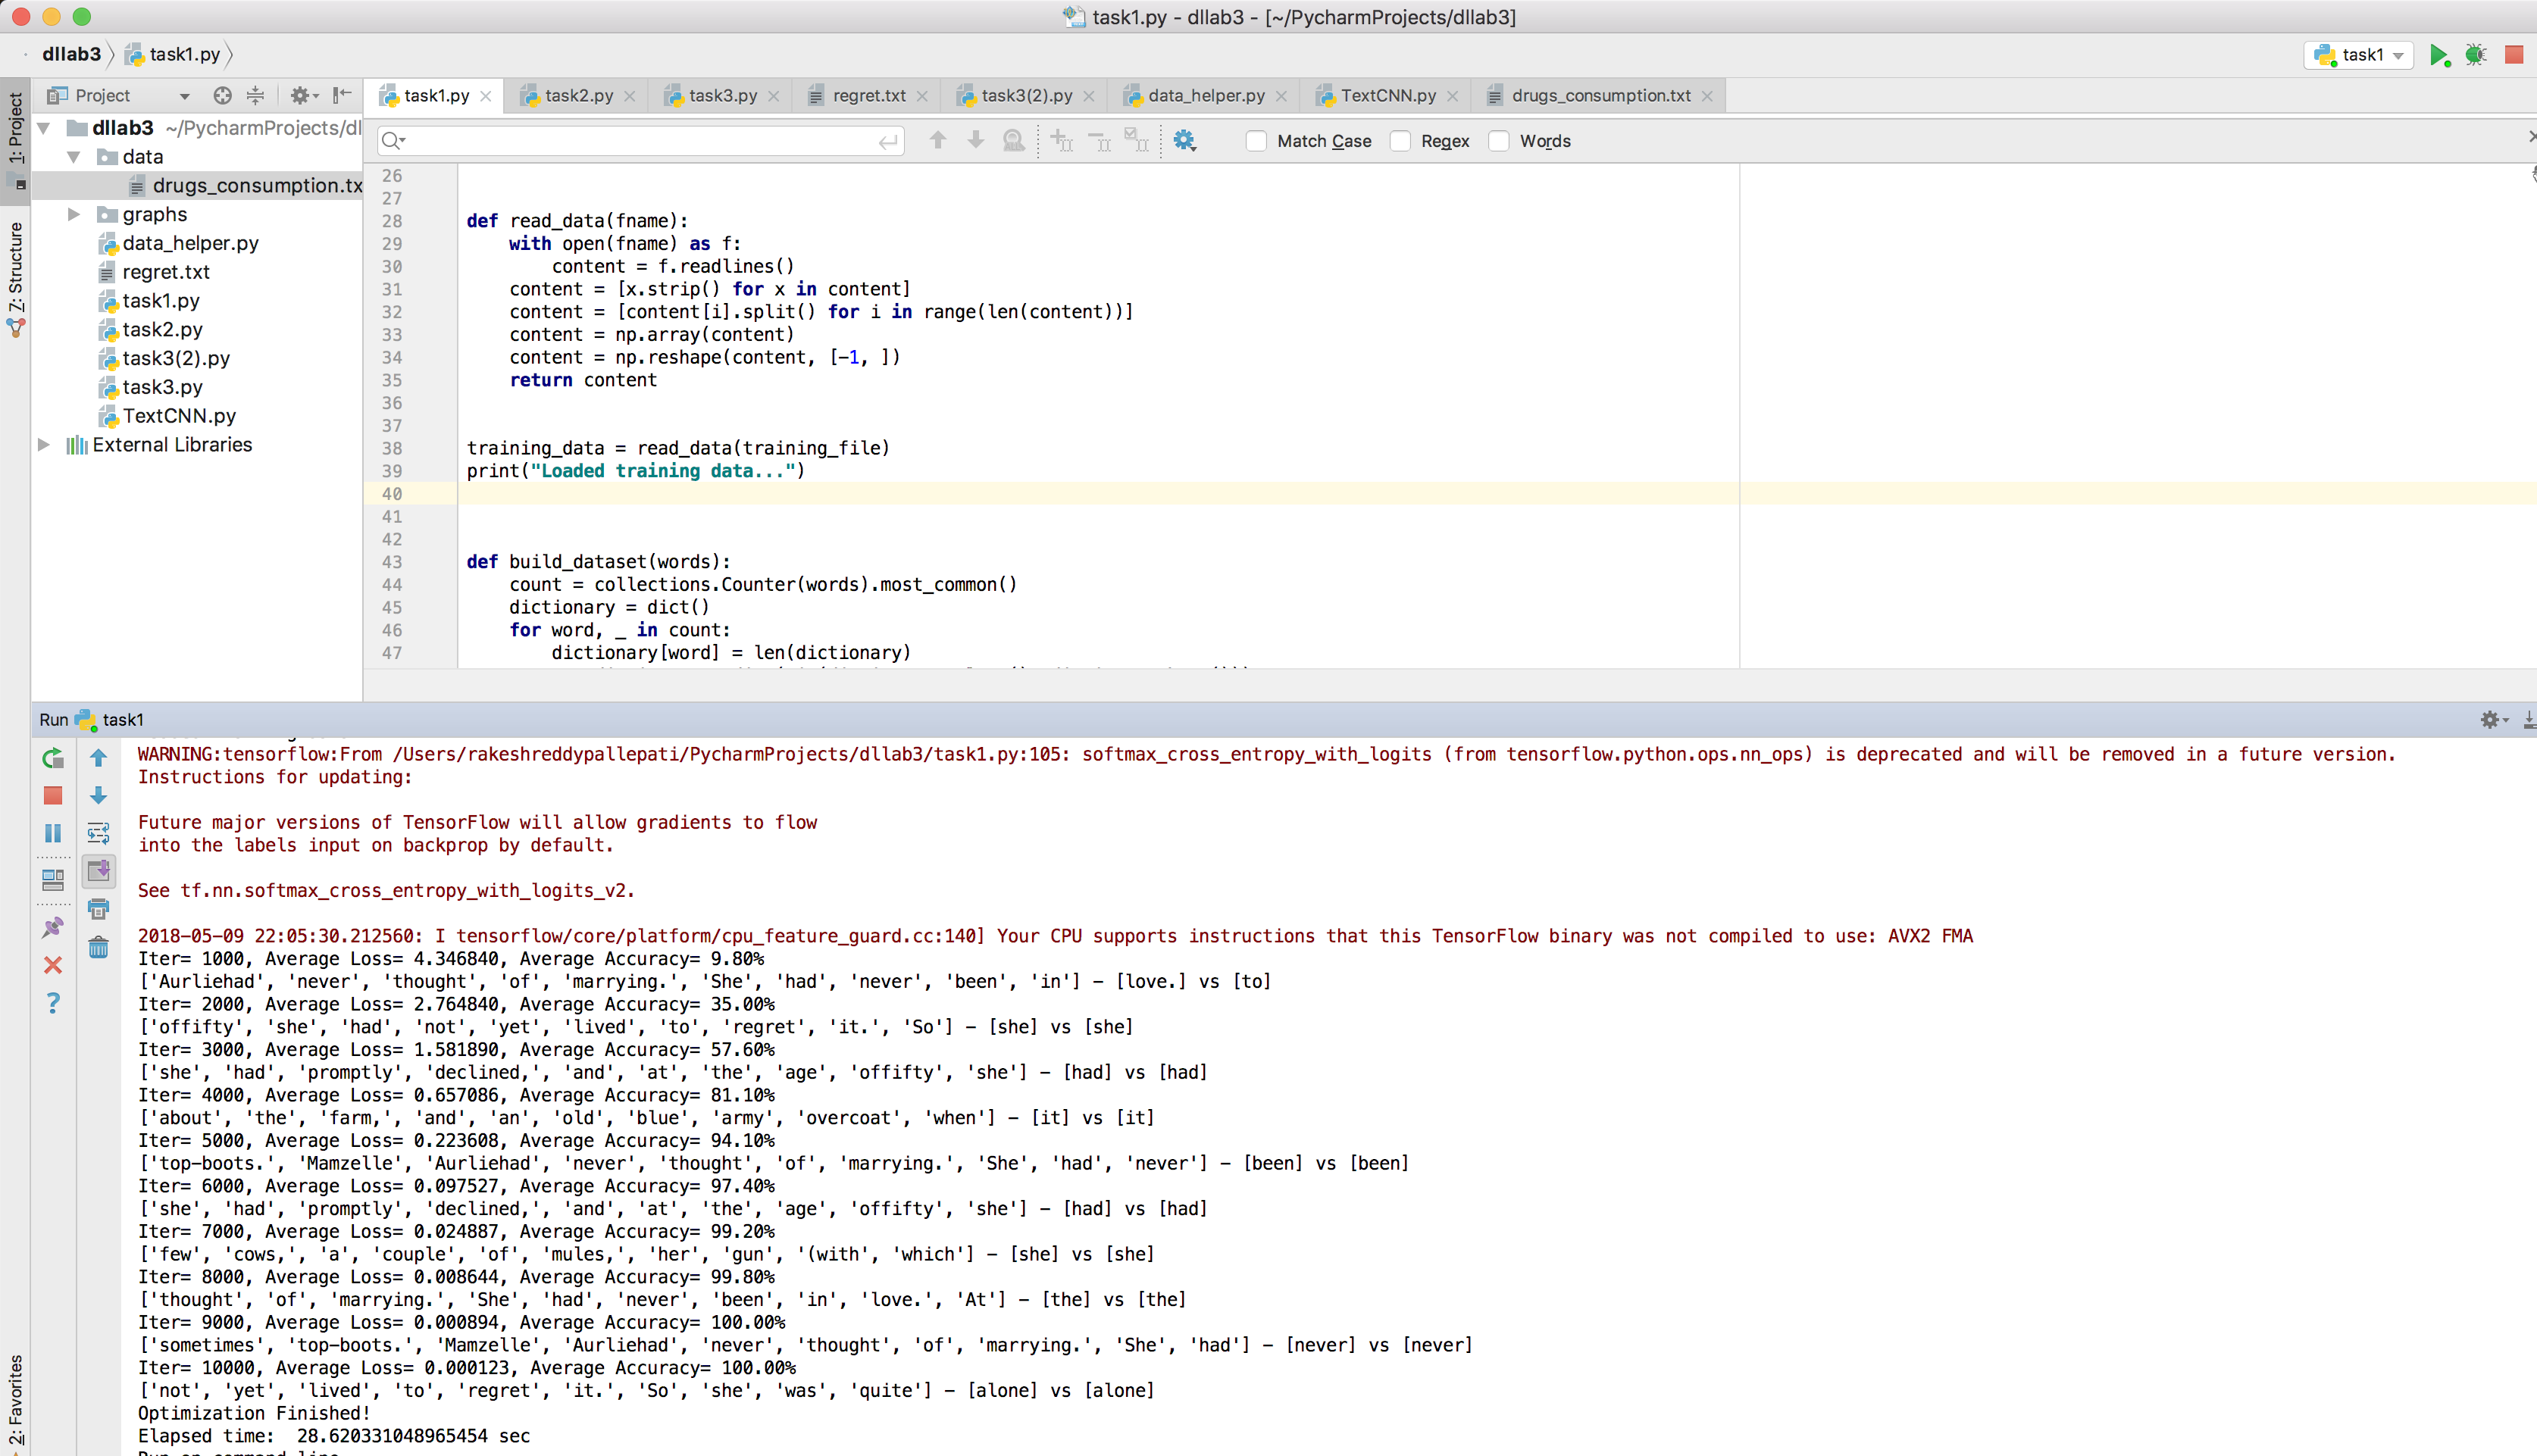 task1.py - dllab3 - [~/PycharmProjects/dllab3]
dllab3 task1.py
task1
1: Project
Z: Structure
2: Favorites
Project
task1.py task2.py task3.py regret.txt task3(2).py data_helper.py TextCNN.py drugs_consumption.txt
dllab3 ~/PycharmProjects/dl
data
drugs_consumption.tx
graphs
data_helper.py
regret.txt
task1.py
task2.py
task3(2).py
task3.py
TextCNN.py
External Libraries
Match Case Regex Words
26
27
28 def read_data(fname):
29 with open(fname) as f:
30 content = f.readlines()
31 content = [x.strip() for x in content]
32 content = [content[i].split() for i in range(len(content))]
33 content = np.array(content)
34 content = np.reshape(content, [-1, ])
35 return content
36
37
38 training_data = read_data(training_file)
39 print("Loaded training data...")
40
41
42
43 def build_dataset(words):
44 count = collections.Counter(words).most_common()
45 dictionary = dict()
46 for word, _ in count:
47 dictionary[word] = len(dictionary)
Run task1
WARNING:tensorflow:From /Users/rakeshreddypallepati/PycharmProjects/dllab3/task1.py:105: softmax_cross_entropy_with_logits (from tensorflow.python.ops.nn_ops) is deprecated and will be removed in a future version.
Instructions for updating:
Future major versions of TensorFlow will allow gradients to flow
into the labels input on backprop by default.
See tf.nn.softmax_cross_entropy_with_logits_v2.
2018-05-09 22:05:30.212560: I tensorflow/core/platform/cpu_feature_guard.cc:140] Your CPU supports instructions that this TensorFlow binary was not compiled to use: AVX2 FMA
Iter= 1000, Average Loss= 4.346840, Average Accuracy= 9.80%
['Aurliehad', 'never', 'thought', 'of', 'marrying.', 'She', 'had', 'never', 'been', 'in'] - [love.] vs [to]
Iter= 2000, Average Loss= 2.764840, Average Accuracy= 35.00%
['offifty', 'she', 'had', 'not', 'yet', 'lived', 'to', 'regret', 'it.', 'So'] - [she] vs [she]
Iter= 3000, Average Loss= 1.581890, Average Accuracy= 57.60%
['she', 'had', 'promptly', 'declined,', 'and', 'at', 'the', 'age', 'offifty', 'she'] - [had] vs [had]
Iter= 4000, Average Loss= 0.657086, Average Accuracy= 81.10%
['about', 'the', 'farm,', 'and', 'an', 'old', 'blue', 'army', 'overcoat', 'when'] - [it] vs [it]
Iter= 5000, Average Loss= 0.223608, Average Accuracy= 94.10%
['top-boots.', 'Mamzelle', 'Aurliehad', 'never', 'thought', 'of', 'marrying.', 'She', 'had', 'never'] - [been] vs [been]
Iter= 6000, Average Loss= 0.097527, Average Accuracy= 97.40%
['she', 'had', 'promptly', 'declined,', 'and', 'at', 'the', 'age', 'offifty', 'she'] - [had] vs [had]
Iter= 7000, Average Loss= 0.024887, Average Accuracy= 99.20%
['few', 'cows,', 'a', 'couple', 'of', 'mules,', 'her', 'gun', '(with', 'which'] - [she] vs [she]
Iter= 8000, Average Loss= 0.008644, Average Accuracy= 99.80%
['thought', 'of', 'marrying.', 'She', 'had', 'never', 'been', 'in', 'love.', 'At'] - [the] vs [the]
Iter= 9000, Average Loss= 0.000894, Average Accuracy= 100.00%
['sometimes', 'top-boots.', 'Mamzelle', 'Aurliehad', 'never', 'thought', 'of', 'marrying.', 'She', 'had'] - [never] vs [never]
Iter= 10000, Average Loss= 0.000123, Average Accuracy= 100.00%
['not', 'yet', 'lived', 'to', 'regret', 'it.', 'So', 'she', 'was', 'quite'] - [alone] vs [alone]
Optimization Finished!
Elapsed time:  28.620331048965454 sec